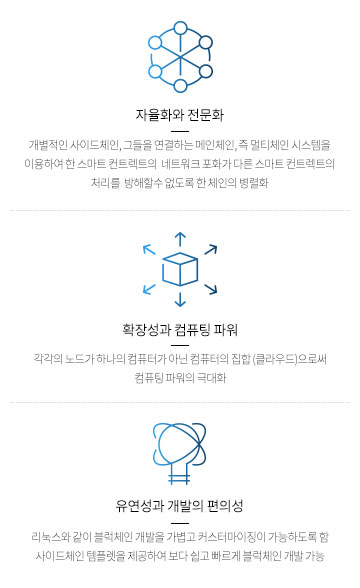 자율화와 전문화
개별적인 사이드체인, 그들을 연결하는 메인체인, 즉 멀티체인 시스템을
이용하여 한 스마트 컨트렉트의 네트워크 포화가 다른 스마트 컨트렉트의
처리를 방해할수 없도록 한 체인의 병렬화
확장성과 컴퓨팅 파워
각각의 노드가 하나의 컴퓨터가 아닌 컴퓨터의 집합 (클라우드)으로써
컴퓨팅 파워의 극대화
유연성과 개발의 편의성
리눅스와 같이 블럭체인 개발을 가볍고 커스터마이징이 가능하도록 함
사이드체인 템플릿을 제공하여 보다 쉽고 빠르게 블럭체인 개발 가능